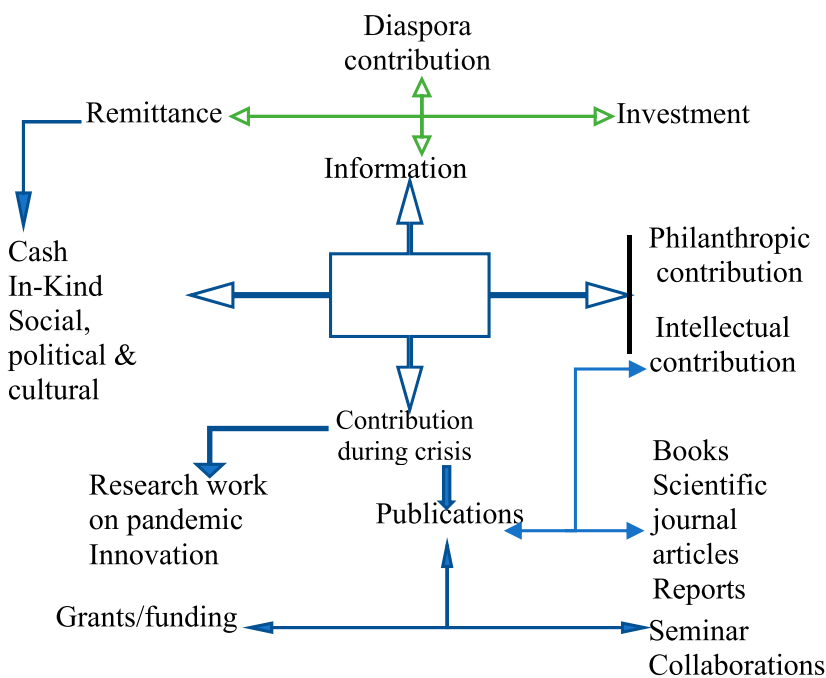 Diaspora
contribution
Remittance
Investment
Information
Cash
In-Kind
Social,
political &
cultural
Philanthropic
contribution
Intellectual
contribution
Contribution
during crisis
Research work
on pandemic
Innovation
Publications
Books
Scientific
journal
articles
Reports
Grants/funding
Seminar
Collaborations